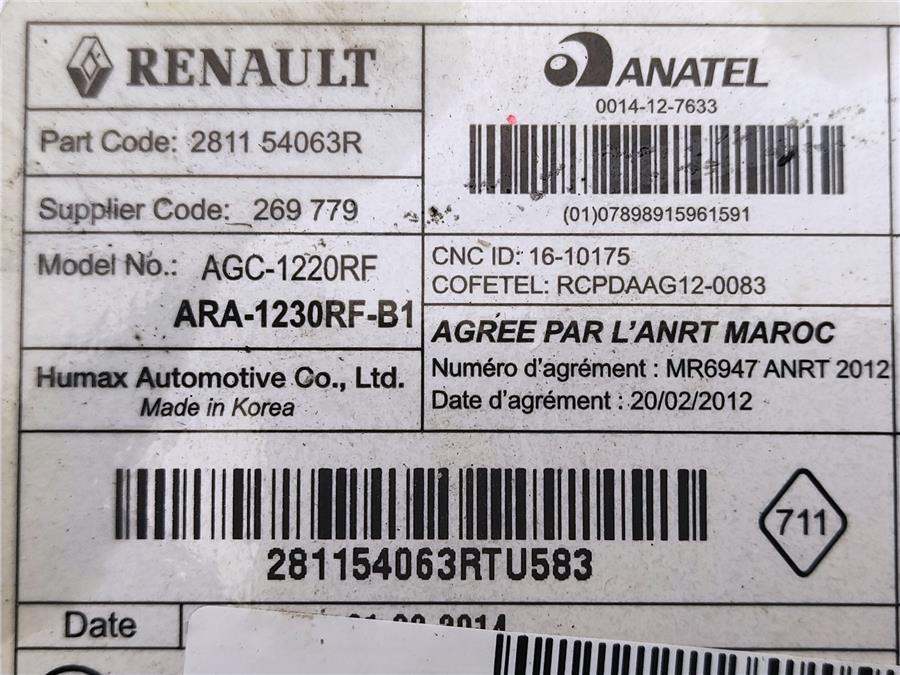 RENAULT
Part Code: 2811 54063R
Supplier Code: 269 779
Model No.: AGC-1220RF
ARA-1230RF-B1
Humax Automotive Co., Ltd.
Made in Korea
ANATEL
0014-12-7633
(01)07898915961591
CNC ID: 16-10175
COFETEL: RCPDAAG12-0083
AGREE PAR L'ANRT MAROC
Numéro d'agrément : MR6947 ANRT 2012
Date d'agrément : 20/02/2012
281154063RTU583
711
Date